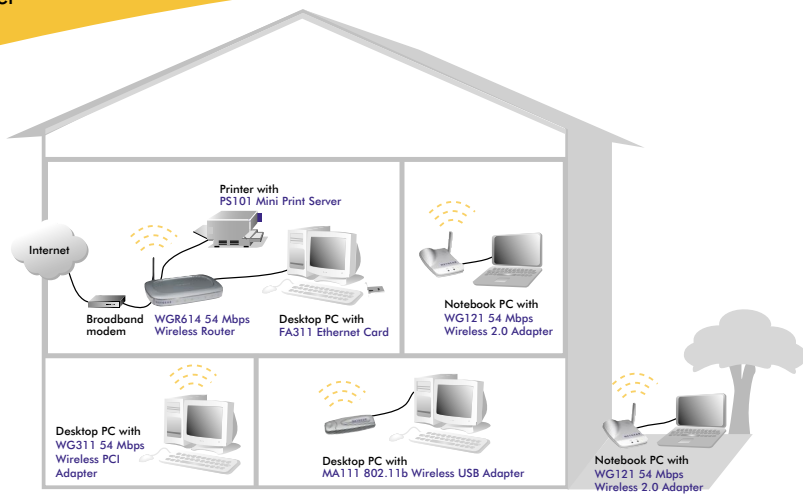 Printer with
PS101 Mini Print Server
Internet
Broadband
modem
WGR614 54 Mbps
Wireless Router
Desktop PC with
FA311 Ethernet Card
Notebook PC with
WG121 54 Mbps
Wireless 2.0 Adapter
Desktop PC with
WG311 54 Mbps
Wireless PCI
Adapter
Desktop PC with
MA111 802.11b Wireless USB Adapter
Notebook PC with
WG121 54 Mbps
Wireless 2.0 Adapter